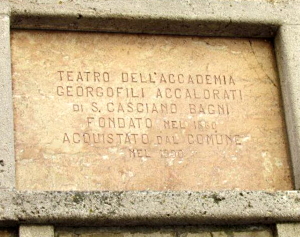 TEATRO DELL'ACCADEMIA
GEORGOFILI ACCALORATI
DI S. CASCIANO BAGNI
FONDATO NEL
ACQUISTATO DAL COMUNE
NEL